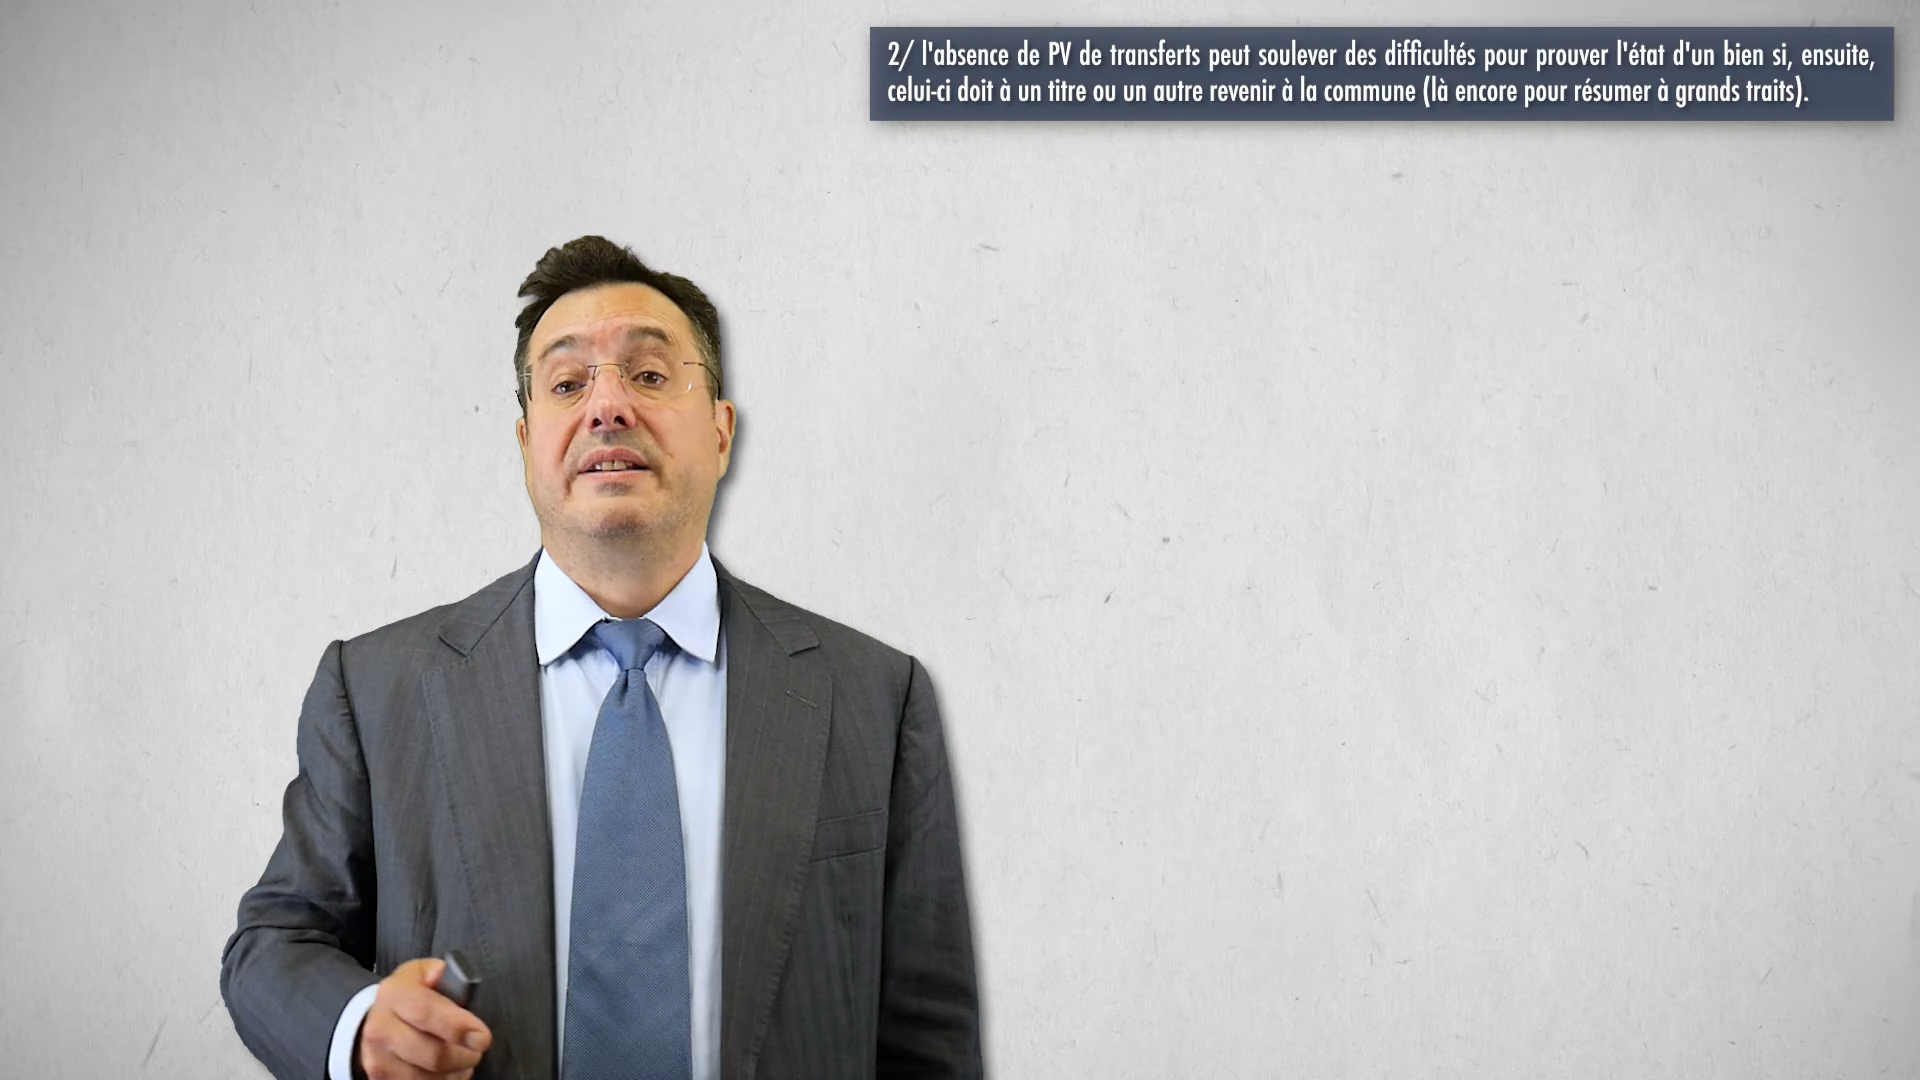 2/ l'absence de PV de transferts peut soulever des difficultés pour prouver l'état d'un bien si, ensuite,
celui-ci doit à un titre ou un autre revenir à la commune (là encore pour résumer à grands traits).